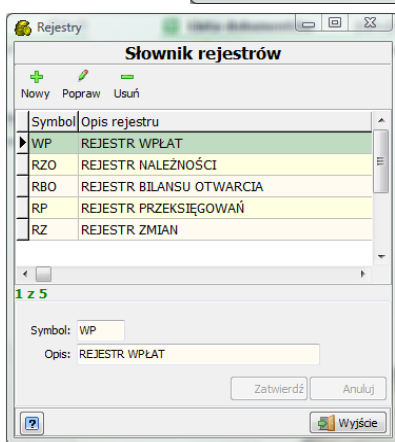 Rejestry
Słownik rejestrów
Nowy Popraw Usuń
Symbol Opis rejestru
WP REJESTR WPŁAT
RZO REJESTR NALEŻNOŚCI
RBO REJESTR BILANSU OTWARCIA
RP REJESTR PRZEKSIĘGOWAŃ
RZ REJESTR ZMIAN
1 z 5
Symbol: WP
Opis: REJESTR WPŁAT
Zatwierdź Anuluj
? Wyjście